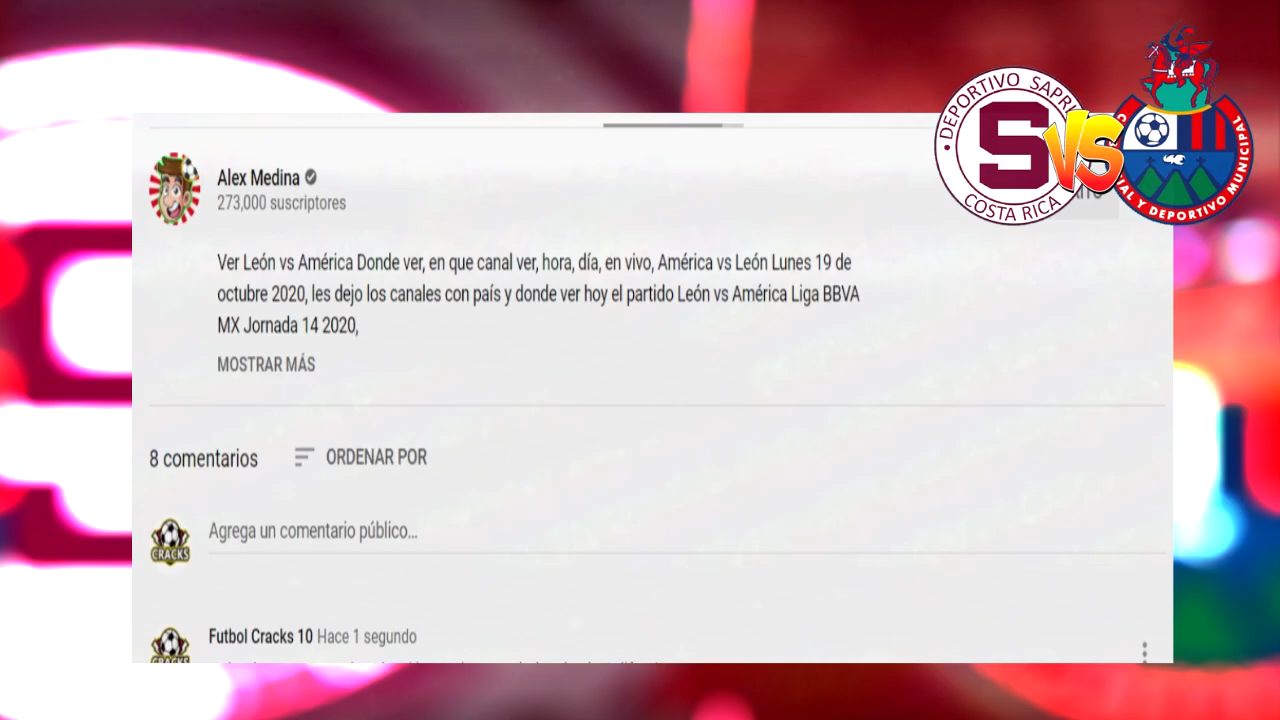 DEPORTIVO SAPRI
S
COSTA RICA
VS
IAL Y DEPORTIVO MUNICIPAL
Alex Medina
273,000 suscriptores
Ver León vs América Donde ver, en que canal ver, hora, día, en vivo, América vs León Lunes 19 de
octubre 2020, les dejo los canales con país y donde ver hoy el partido León vs América Liga BBVA
MX Jornada 14 2020,
MOSTRAR MÁS
8 comentarios
ORDENAR POR
CRACKS
Agrega un comentario público...
Futbol Cracks 10 Hace 1 segundo